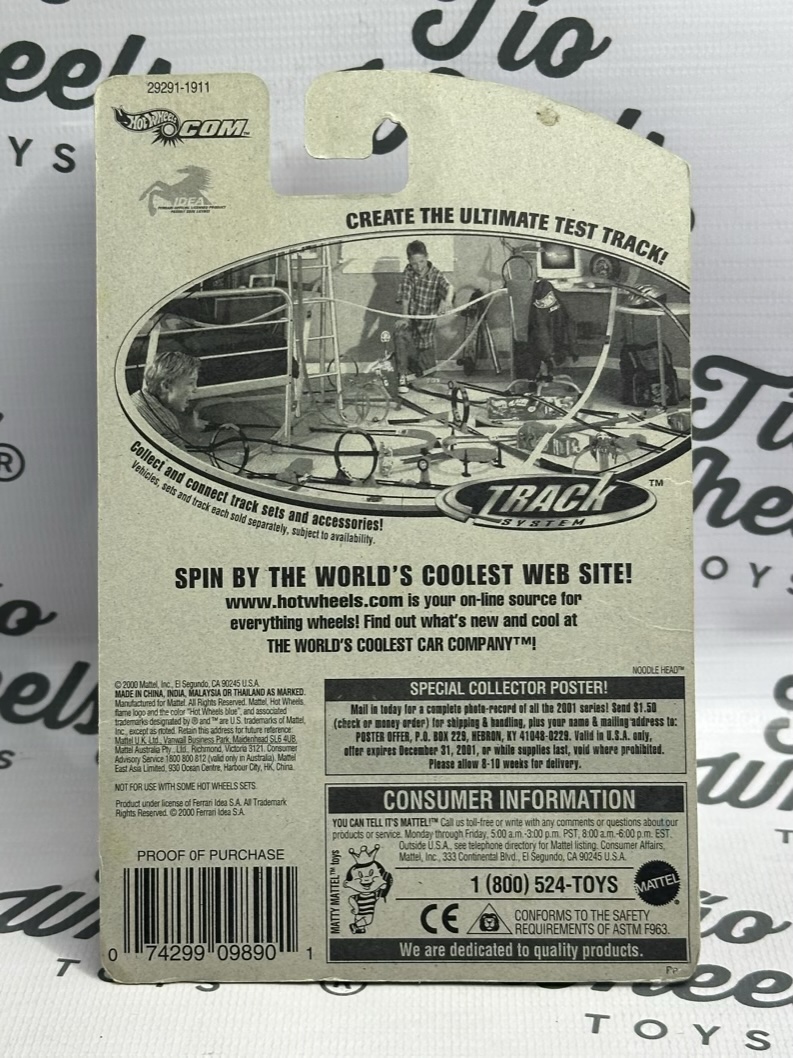 29291-1911
HOT WHEELS
.COM™
IDEA
FERRARI OFFICIAL LICENSED PRODUCT
CREATE THE ULTIMATE TEST TRACK!
Collect and connect track sets and accessories!
Vehicles, sets and track each sold separately, subject to availability.
TRACK™
SYSTEM
SPIN BY THE WORLD'S COOLEST WEB SITE!
www.hotwheels.com is your on-line source for
everything wheels! Find out what's new and cool at
THE WORLD'S COOLEST CAR COMPANY™!
NOODLE HEAD™
© 2000 Mattel, Inc., El Segundo, CA 90245 U.S.A.
MADE IN CHINA, INDIA, MALAYSIA OR THAILAND AS MARKED.
Manufactured for Mattel. All Rights Reserved. Mattel, Hot Wheels,
flame logo and the color "Hot Wheels blue", and associated
trademarks designated by ® and ™ are U.S. trademarks of Mattel,
Inc., except as noted. Retain this address for future reference:
Mattel U.K. Ltd., Vanwall Business Park, Maidenhead SL6 4UB.
Mattel Australia Pty., Ltd., Richmond, Victoria 3121. Consumer
Advisory Service 1800 800 812 (valid only in Australia). Mattel
East Asia Limited, 930 Ocean Centre, Harbour City, HK, China.
NOT FOR USE WITH SOME HOT WHEELS SETS.
Product under license of Ferrari Idea S.A. All Trademark
Rights Reserved. © 2000 Ferrari Idea S.A.
SPECIAL COLLECTOR POSTER!
Mail in today for a complete photo-record of all the 2001 series! Send $1.50
(check or money order) for shipping & handling, plus your name & mailing address to:
POSTER OFFER, P.O. BOX 229, HEBRON, KY 41048-0229. Valid in U.S.A. only,
offer expires December 31, 2001, or while supplies last, void where prohibited.
Please allow 8-10 weeks for delivery.
CONSUMER INFORMATION
YOU CAN TELL IT'S MATTEL!™ Call us toll-free or write with any comments or questions about our
products or service. Monday through Friday, 5:00 a.m.-3:00 p.m. PST, 8:00 a.m.-6:00 p.m. EST.
Outside U.S.A., see telephone directory for Mattel listing. Consumer Affairs,
Mattel, Inc., 333 Continental Blvd., El Segundo, CA 90245 U.S.A.
MATTY MATTEL™ toys
1 (800) 524-TOYS
MATTEL
CE
CONFORMS TO THE SAFETY
REQUIREMENTS OF ASTM F963.
We are dedicated to quality products.
PROOF OF PURCHASE
0 74299 09890 1
Tio
Wheels
TOYS
®